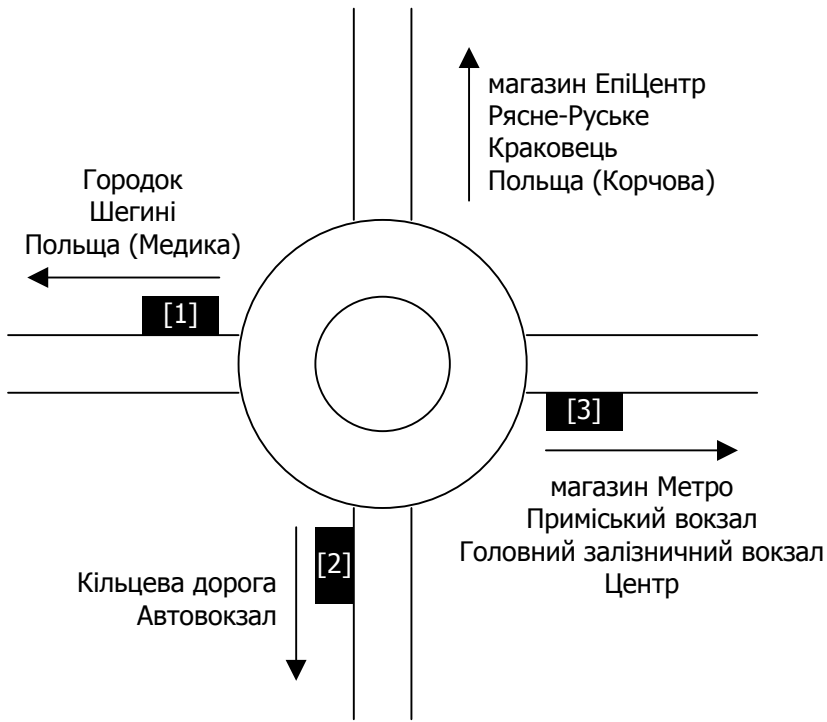 магазин ЕпіЦентр
Рясне-Руське
Краковець
Польща (Корчова)
Городок
Шегині
Польща (Медика)
[1]
[3]
магазин Метро
Приміський вокзал
Головний залізничний вокзал
Центр
[2]
Кільцева дорога
Автовокзал